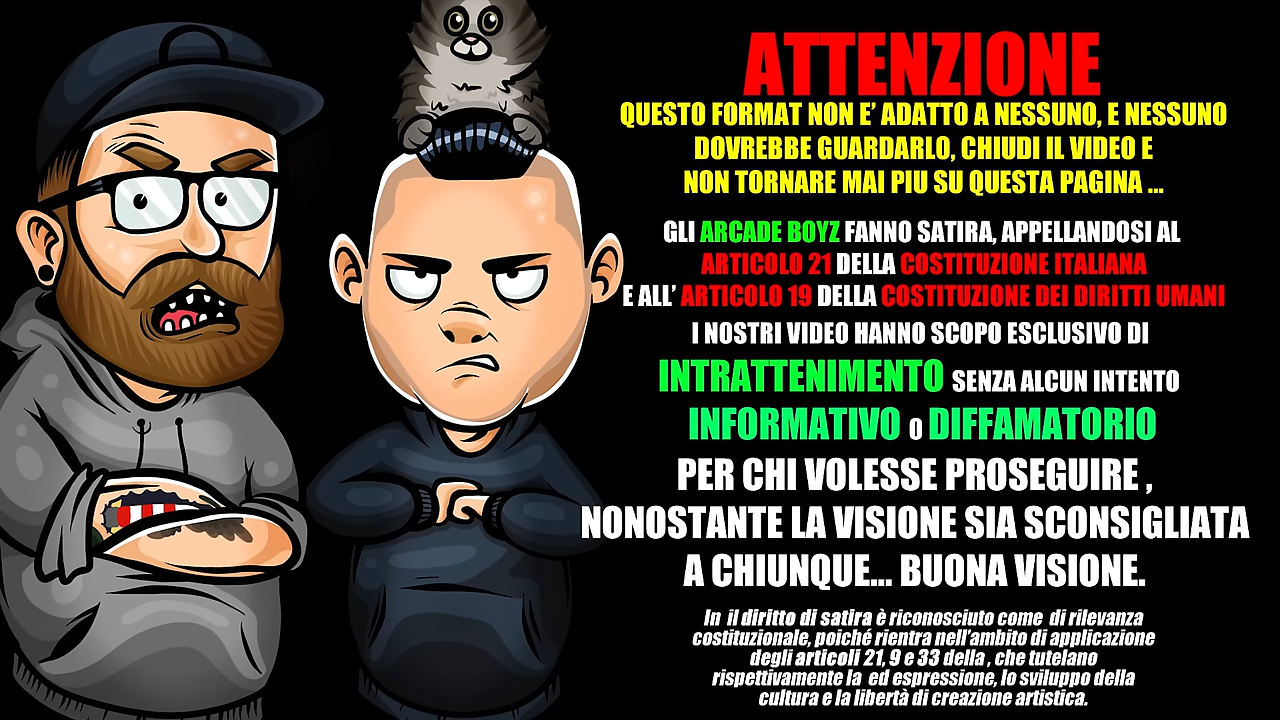 ATTENZIONE
QUESTO FORMAT NON E' ADATTO A NESSUNO, E NESSUNO
DOVREBBE GUARDARLO, CHIUDI IL VIDEO E
NON TORNARE MAI PIU SU QUESTA PAGINA ...
GLI ARCADE BOYZ FANNO SATIRA, APPELLANDOSI AL
ARTICOLO 21 DELLA COSTITUZIONE ITALIANA
E ALL' ARTICOLO 19 DELLA COSTITUZIONE DEI DIRITTI UMANI
I NOSTRI VIDEO HANNO SCOPO ESCLUSIVO DI
INTRATTENIMENTO SENZA ALCUN INTENTO
INFORMATIVO O DIFFAMATORIO
PER CHI VOLESSE PROSEGUIRE ,
NONOSTANTE LA VISIONE SIA SCONSIGLIATA
A CHIUNQUE... BUONA VISIONE.
In il diritto di satira è riconosciuto come di rilevanza
costituzionale, poiché rientra nell'ambito di applicazione
degli articoli 21, 9 e 33 della , che tutelano
rispettivamente la ed espressione, lo sviluppo della
cultura e la libertà di creazione artistica.